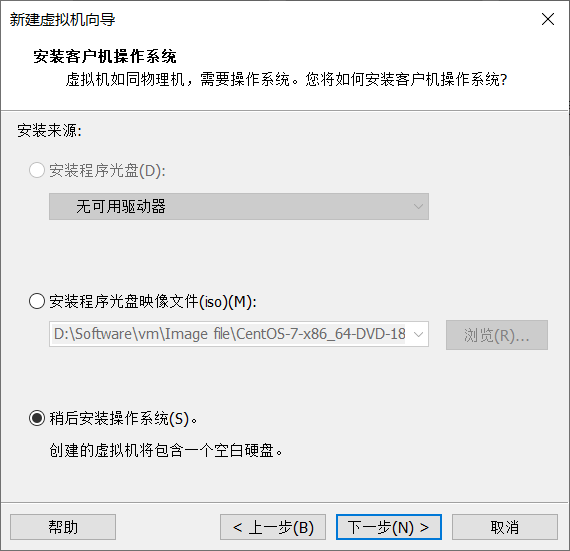 新建虚拟机向导
安装客户机操作系统
虚拟机如同物理机，需要操作系统。您将如何安装客户机操作系统?
安装来源:
安装程序光盘(D):
无可用驱动器
安装程序光盘映像文件(iso)(M):
D:\Software\vm\Image file\CentOS-7-x86_64-DVD-18
浏览(R)...
稍后安装操作系统(S)。
创建的虚拟机将包含一个空白硬盘。
帮助
< 上一步(B)
下一步(N) >
取消